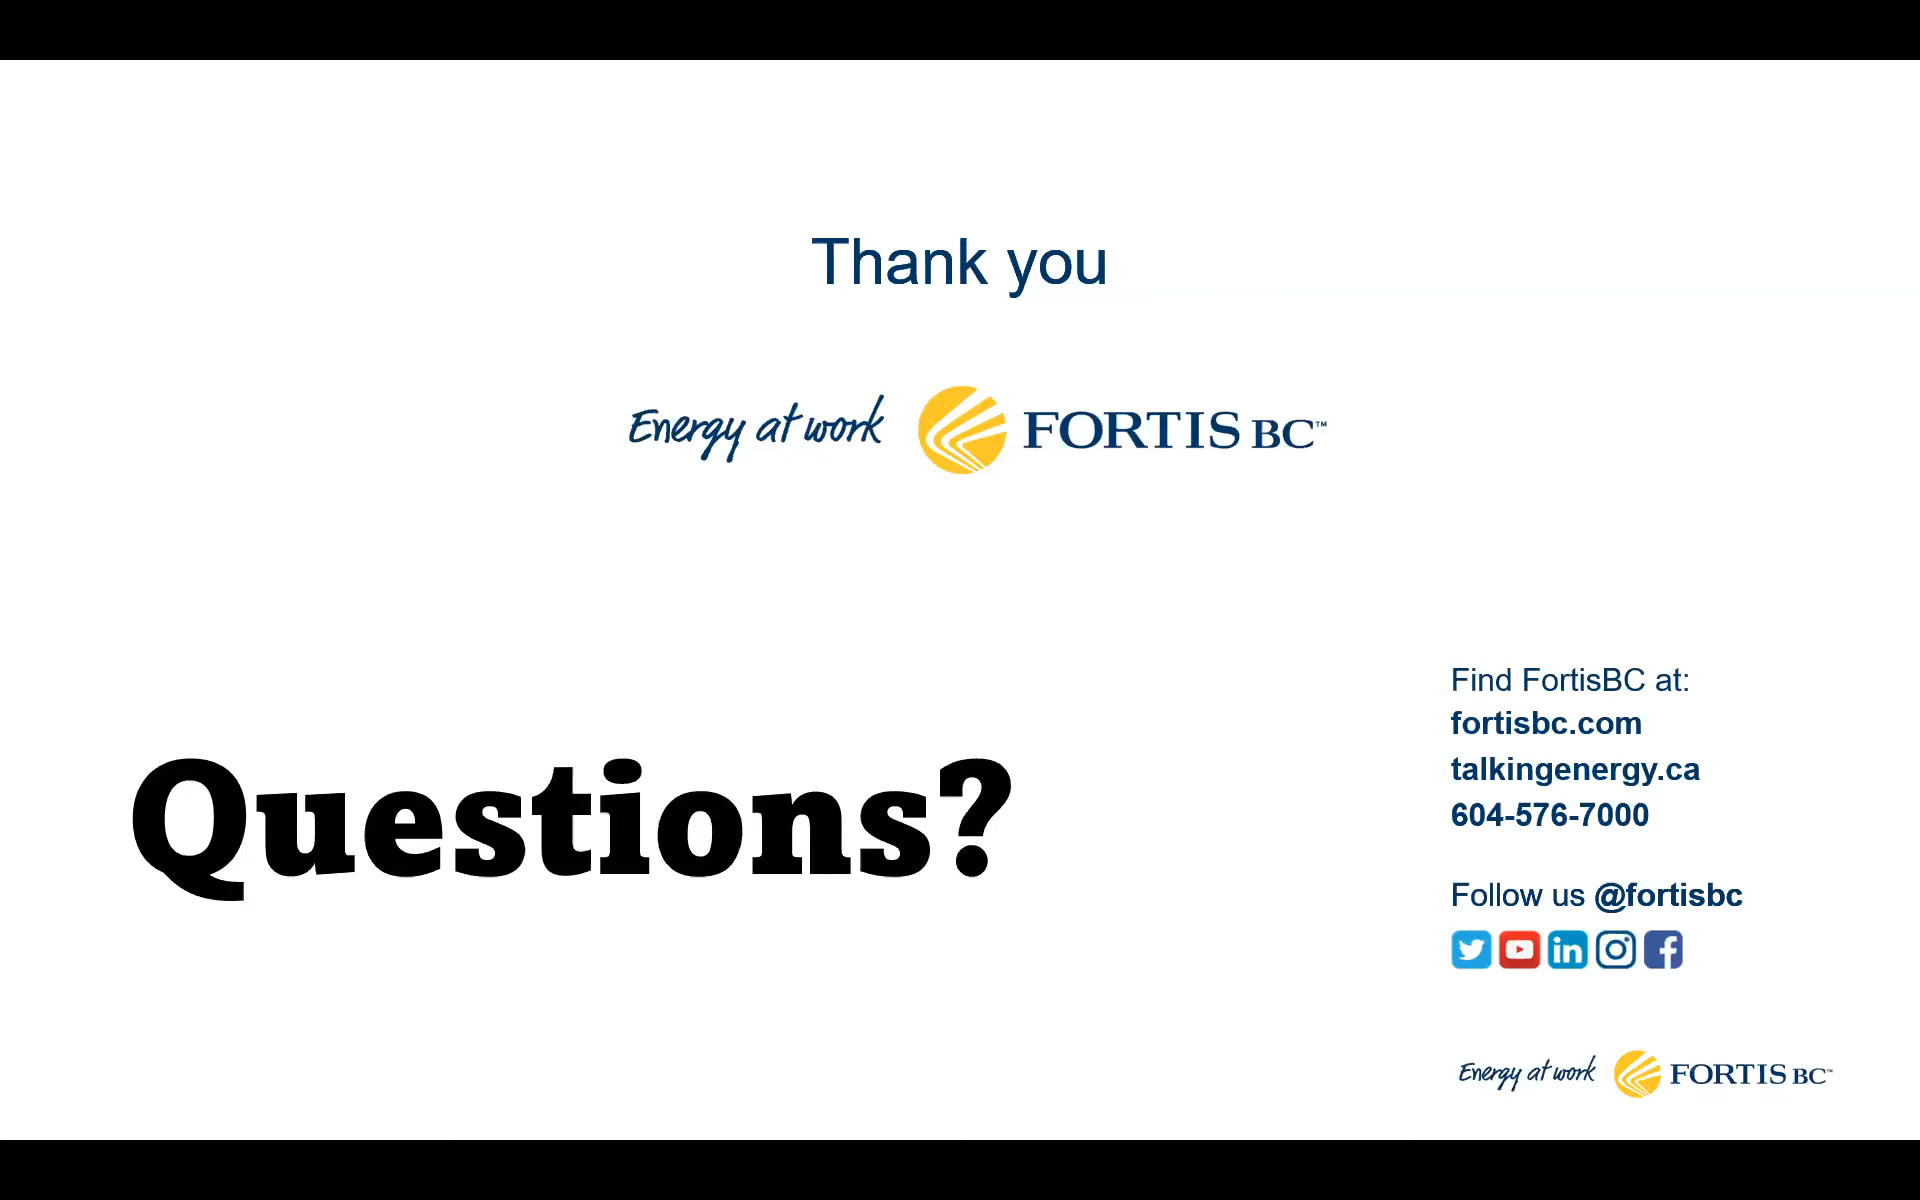 Thank you
Energy at work FORTIS BC™
Questions?
Find FortisBC at:
fortisbc.com
talkingenergy.ca
604-576-7000
Follow us @fortisbc
in
Energy at work FORTIS BC™